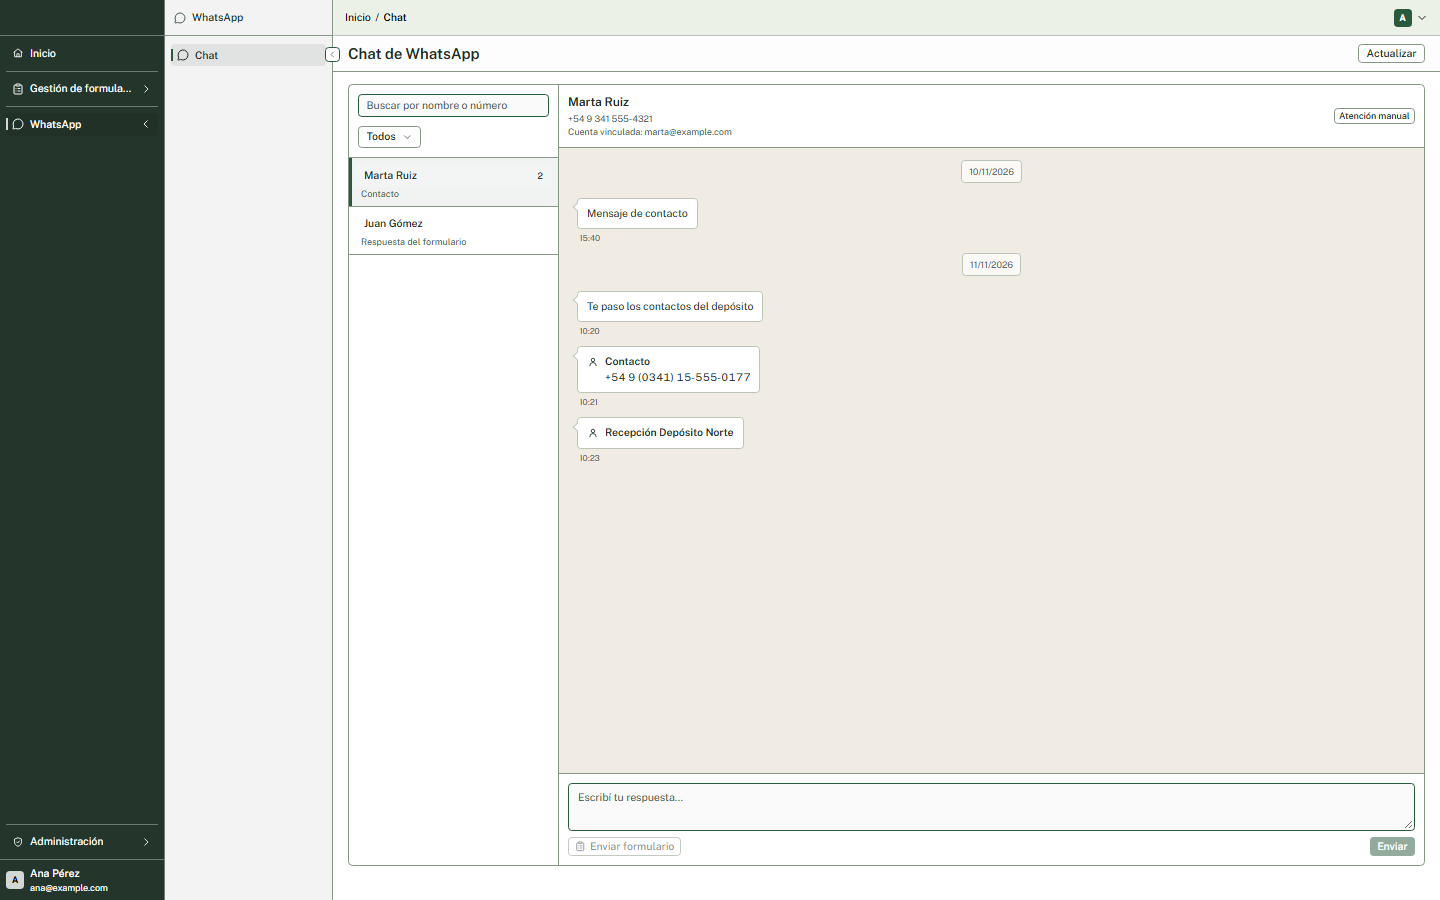 Inicio
Gestión de formula...
WhatsApp
Administración
A
Ana Pérez
ana@example.com
WhatsApp
Chat
Inicio / Chat
A
Chat de WhatsApp
Actualizar
Buscar por nombre o número
Todos
Marta Ruiz 2
Contacto
Juan Gómez
Respuesta del formulario
Marta Ruiz
+54 9 341 555-4321
Cuenta vinculada: marta@example.com
Atención manual
10/11/2026
Mensaje de contacto
15:40
11/11/2026
Te paso los contactos del depósito
10:20
Contacto
+54 9 (0341) 15-555-0177
10:21
Recepción Depósito Norte
10:23
Escribí tu respuesta...
Enviar formulario
Enviar